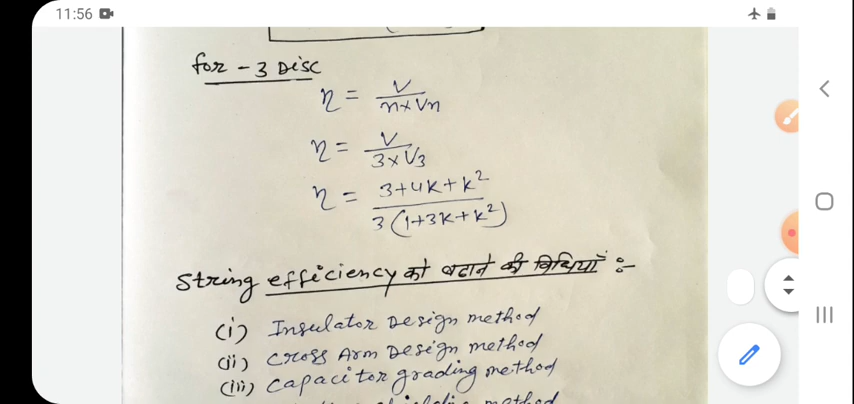 11:56
for - 3 Disc
η = V / n×Vn
η = V / 3×V3
η = 3+4K+K² / 3(1+3K+K²)
String efficiency को बढाने की विधियाँ :-
(i) Insulator Design method
(ii) Cross Arm Design method
(iii) Capacitor grading method
method